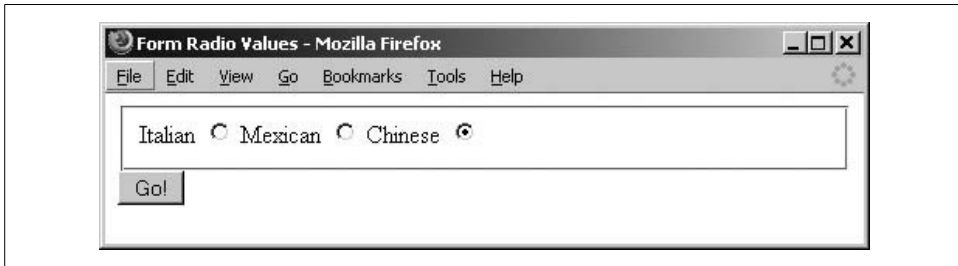 Form Radio Values - Mozilla Firefox
File Edit View Go Bookmarks Tools Help
Italian Mexican Chinese
Go!